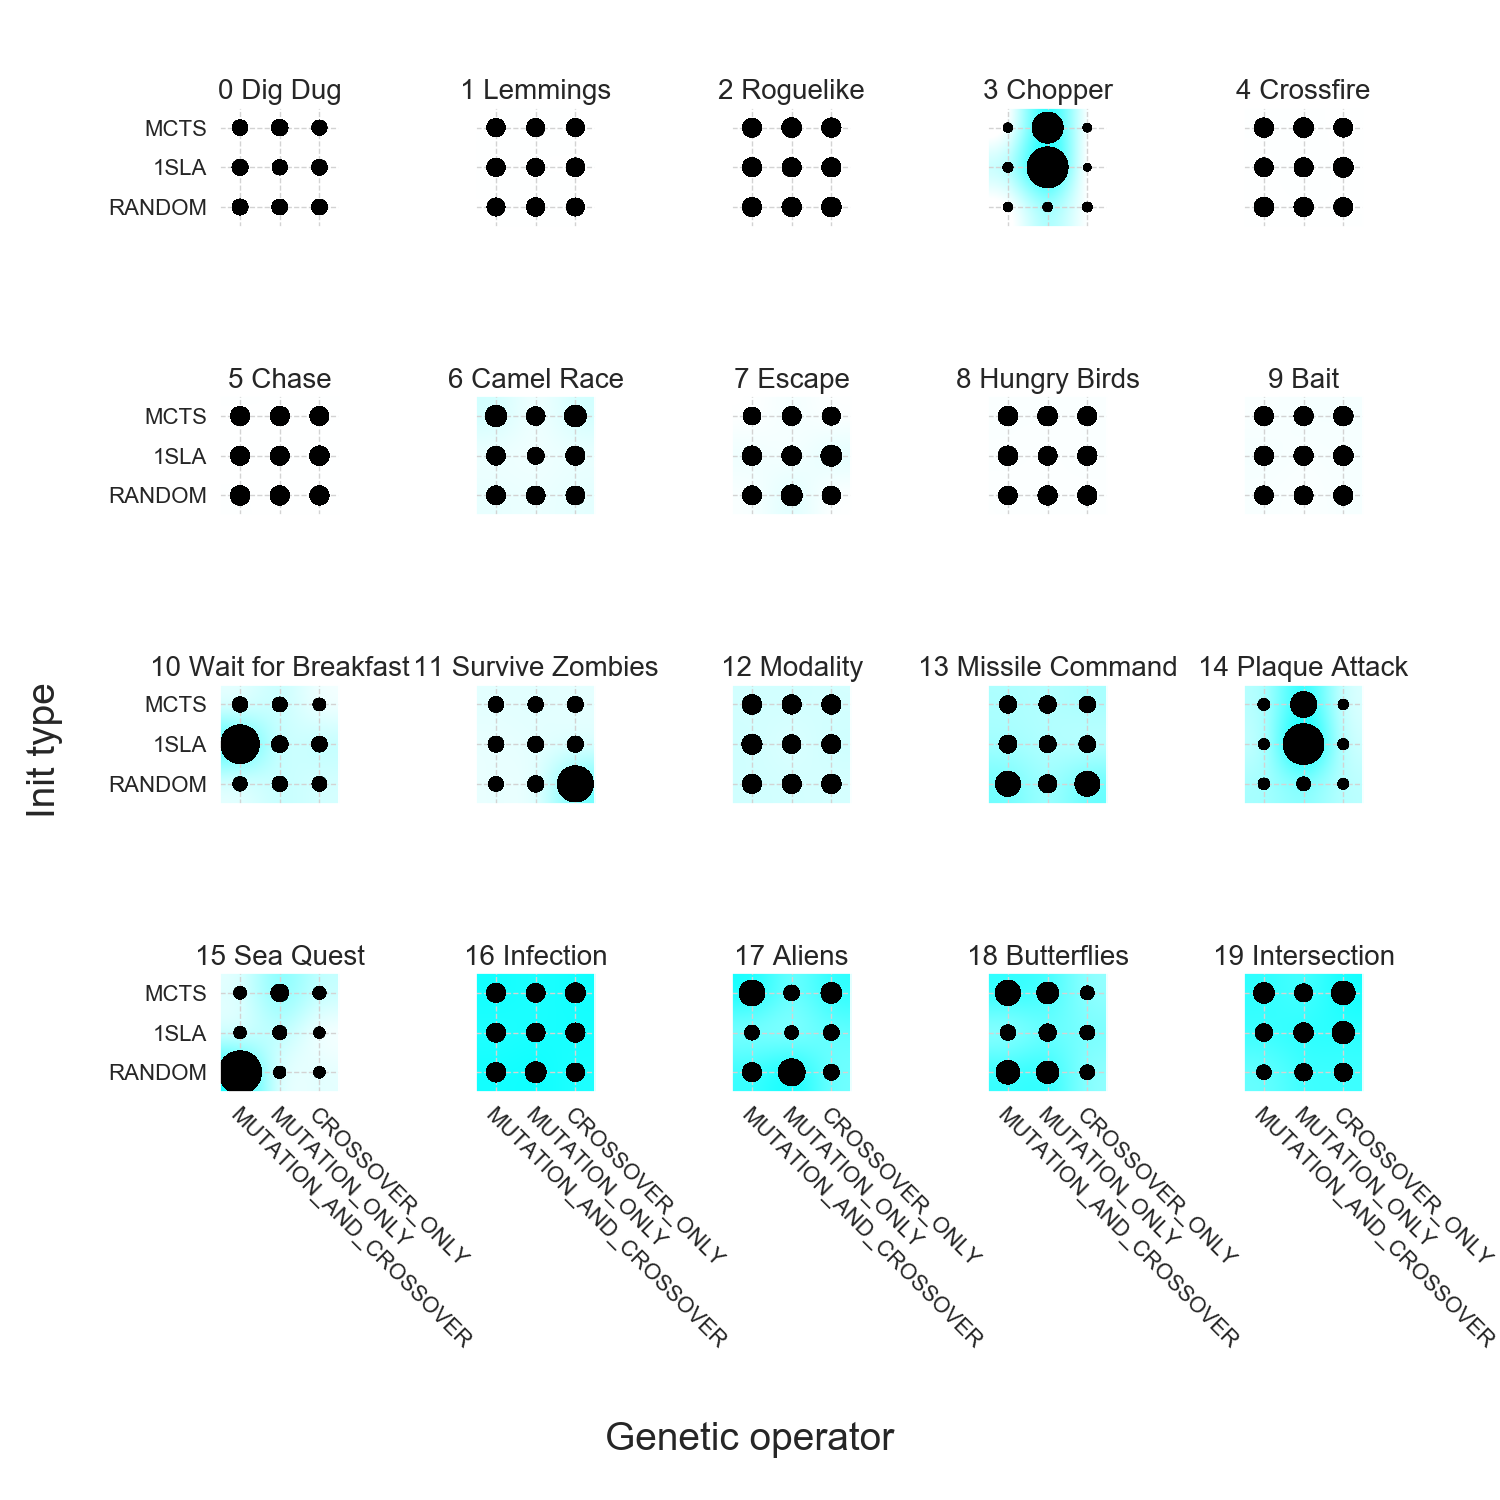 0 Dig Dug
1 Lemmings
2 Roguelike
3 Chopper
4 Crossfire
MCTS
1SLA
RANDOM
5 Chase
6 Camel Race
7 Escape
8 Hungry Birds
9 Bait
MCTS
1SLA
RANDOM
10 Wait for Breakfast
11 Survive Zombies
12 Modality
13 Missile Command
14 Plaque Attack
MCTS
1SLA
RANDOM
Init type
15 Sea Quest
16 Infection
17 Aliens
18 Butterflies
19 Intersection
MCTS
1SLA
RANDOM
MUTATION_AND_CROSSOVER
MUTATION_ONLY
CROSSOVER_ONLY
MUTATION_AND_CROSSOVER
MUTATION_ONLY
CROSSOVER_ONLY
MUTATION_AND_CROSSOVER
MUTATION_ONLY
CROSSOVER_ONLY
MUTATION_AND_CROSSOVER
MUTATION_ONLY
CROSSOVER_ONLY
MUTATION_AND_CROSSOVER
MUTATION_ONLY
CROSSOVER_ONLY
Genetic operator